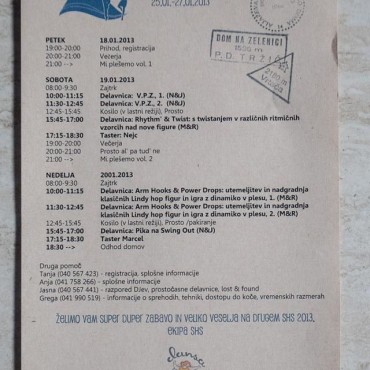 25.01.-27.01.2013
DOM NA ZELENICI
1536 m
P.D. TRŽIČ
PETEK 18.01.2013
19:00-20:00 Prihod, registracija
20:00-21:00 Večerja
21:00 --> Mi plešemo vol. 1
SOBOTA 19.01.2013
08:00-9:30 Zajtrk
10:00-11:15 Delavnica: V.P.Z., 1. (N&J)
11:30-12:45 Delavnica: V.P.Z., 2. (N&J)
12:45-15:45 Kosilo (v lastni režiji), Prosto
15:45-17:00 Delavnica: Rhythm' & Twist: s twistanjem v različnih ritmičnih
vzorcih nad nove figure (M&R)
17:15-18:30 Taster: Nejc
19:00-20:00 Večerja
20:00-21:00 Prosto al' pa tud' ne
21:00 --> Mi plešemo vol. 2
NEDELJA 2001.2013
08:00-9:30 Zajtrk
10:00-11:15 Delavnica: Arm Hooks & Power Drops: utemeljitev in nadgradnja
klasičnih Lindy hop figur in igra z dinamiko v plesu, 1. (M&R)
11:30-12:45 Delavnica: Arm Hooks & Power Drops: utemeljitev in nadgradnja
klasičnih Lindy hop figur in igra z dinamiko v plesu, 2. (M&R)
12:45-15:45 Kosilo (v lastni režiji), Prosto /pakiranje
15:45-17:00 Delavnica: Pika na Swing Out (N&J)
17:15-18:30 Taster Marcel
18:30 --> Odhod domov
Druga pomoč
Tanja (040 567 423) - registracija, splošne informacije
Anja (041 758 266) - splošne informacije
Jasna (040 567 441) - razpored DJev, prostočasne delavnice, lost & found
Grega (041 990 519) - informacije o sprehodih, tehniki, dostopu do koče, vremenskih razmerah
ŽELIMO VAM SUPER DUPER ZABAVO IN VELIKO VESELJA NA DRUGEM SHS 2013,
EKIPA SHS